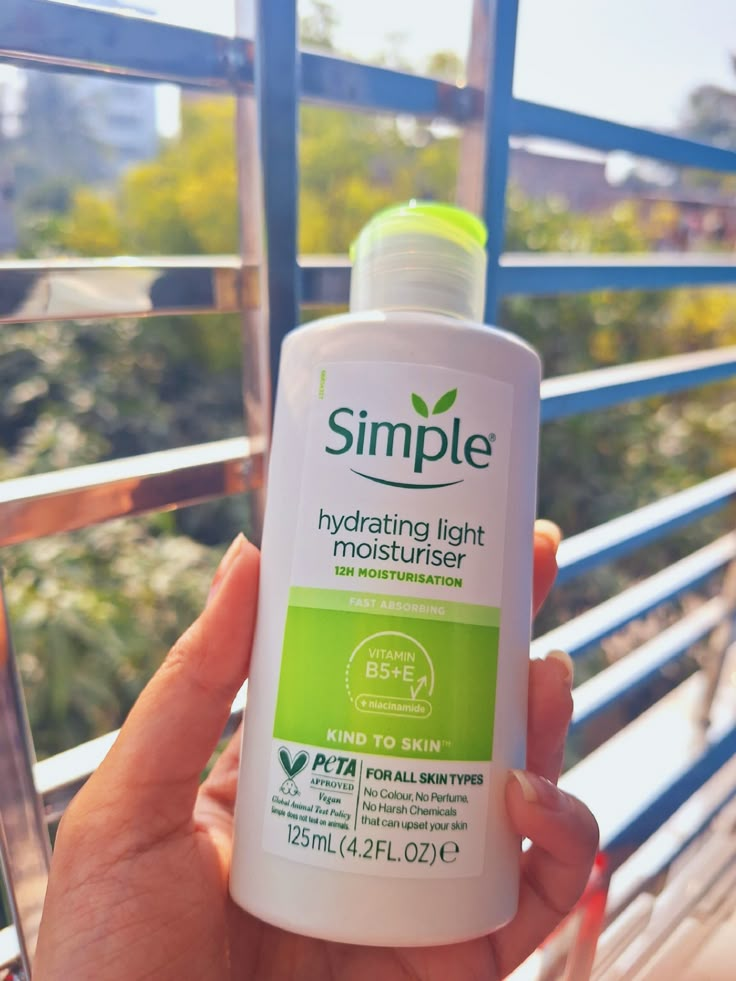 Simple®
hydrating light
moisturiser
12H MOISTURISATION
FAST ABSORBING
VITAMIN
B5+E
+ niacinamide
KIND TO SKIN™
PETA
APPROVED
Vegan
Global Animal Test Policy
Simple does not test on animals
FOR ALL SKIN TYPES
No Colour, No Perfume,
No Harsh Chemicals
that can upset your skin
125mL (4.2FL.OZ) e